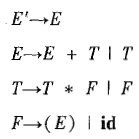 E'→E
E→E + T | T
T→T * F | F
F→( E ) | id